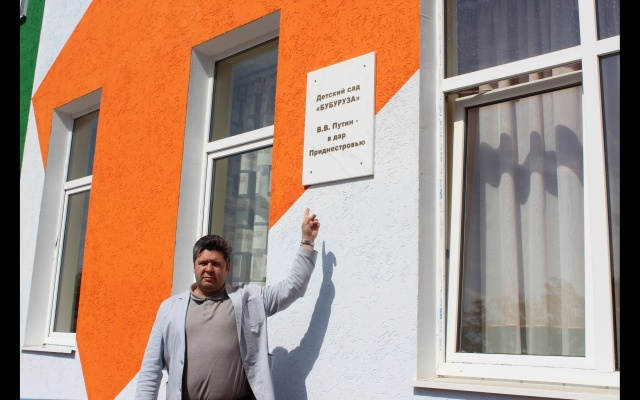 Детский сад
«БУБУРУЗА»
В.В. Путин -
в дар
Приднестровью